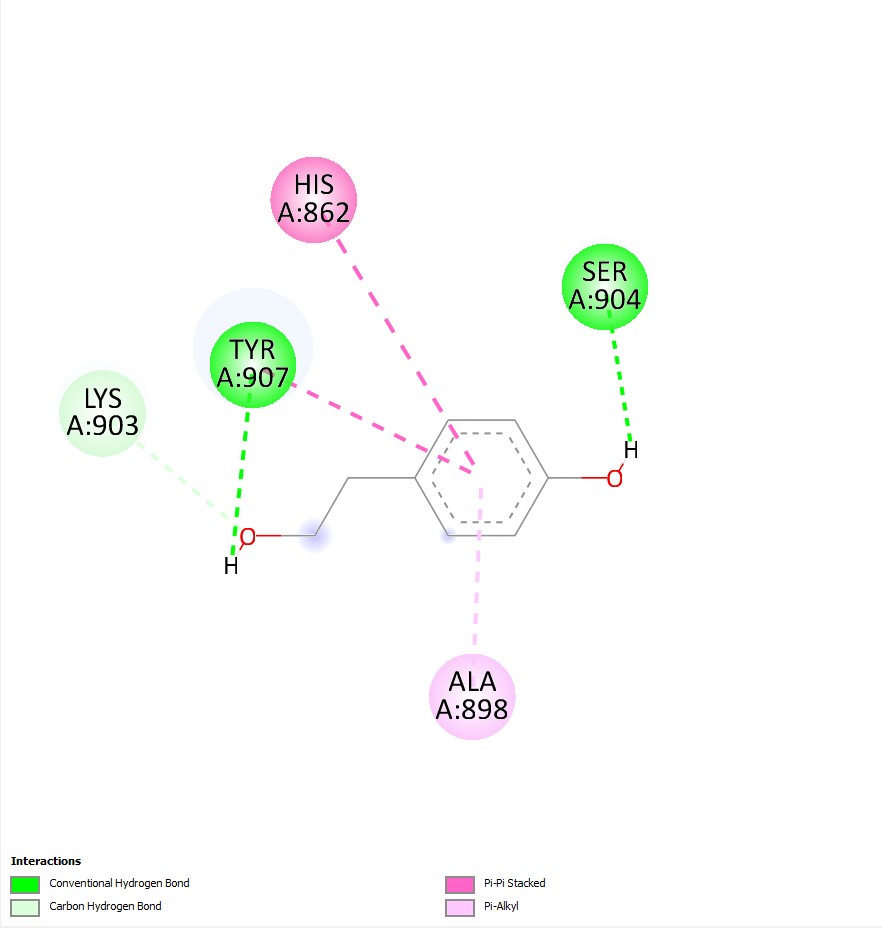 HIS
A:862
SER
A:904
TYR
A:907
LYS
A:903
H
O
O
H
ALA
A:898
Interactions
Conventional Hydrogen Bond
Carbon Hydrogen Bond
Pi-Pi Stacked
Pi-Alkyl